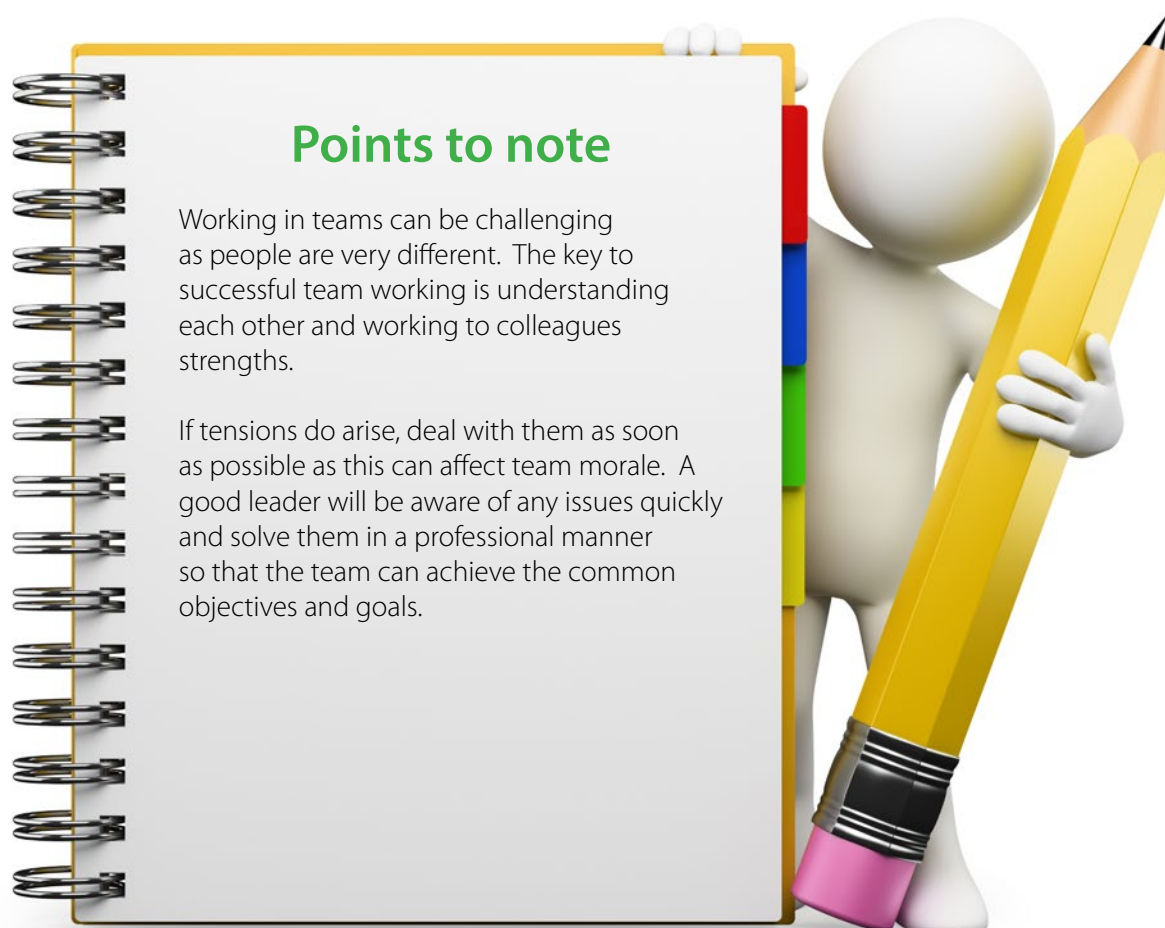 Points to note
Working in teams can be challenging
as people are very different.  The key to
successful team working is understanding
each other and working to colleagues
strengths.
If tensions do arise, deal with them as soon
as possible as this can affect team morale.  A
good leader will be aware of any issues quickly
and solve them in a professional manner
so that the team can achieve the common
objectives and goals.